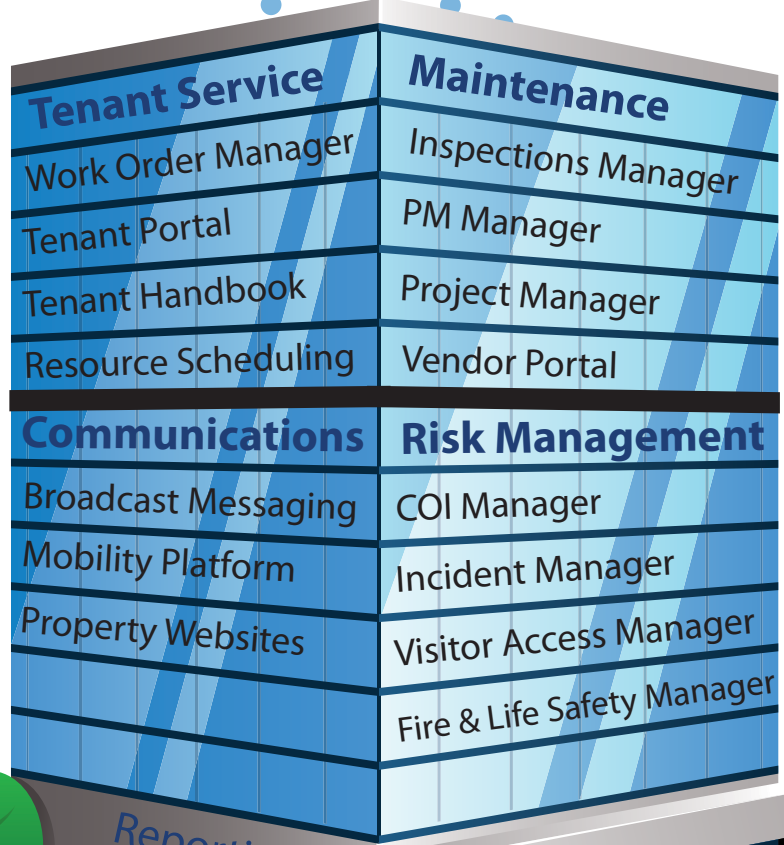 Tenant Service
Work Order Manager
Tenant Portal
Tenant Handbook
Resource Scheduling
Maintenance
Inspections Manager
PM Manager
Project Manager
Vendor Portal
Communications
Broadcast Messaging
Mobility Platform
Property Websites
Risk Management
COI Manager
Incident Manager
Visitor Access Manager
Fire & Life Safety Manager